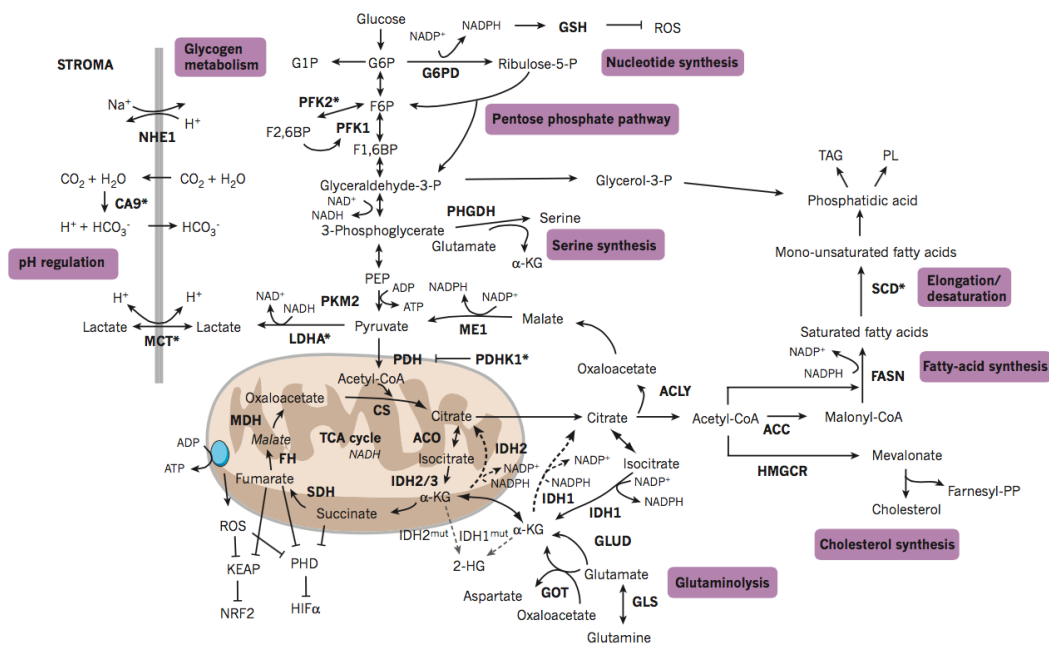 Glucose
NADPH
GSH
ROS
NADP⁺
Glycogen
metabolism
STROMA
G1P
G6P
G6PD
Ribulose-5-P
Nucleotide synthesis
Na⁺
H⁺
NHE1
PFK2*
F6P
F2,6BP
PFK1
F1,6BP
Pentose phosphate pathway
TAG
PL
CO₂ + H₂O
CO₂ + H₂O
CA9*
H⁺ + HCO₃⁻
HCO₃⁻
Glyceraldehyde-3-P
Glycerol-3-P
Phosphatidic acid
NAD⁺
NADH
PHGDH
Serine
3-Phosphoglycerate
Glutamate
α-KG
Serine synthesis
Mono-unsaturated fatty acids
pH regulation
PEP
ADP
ATP
SCD*
Elongation/
desaturation
H⁺
H⁺
NAD⁺
NADH
PKM2
NADPH
NADP⁺
Lactate
Lactate
MCT*
LDHA*
Pyruvate
ME1
Malate
Saturated fatty acids
NADP⁺
NADPH
FASN
Fatty-acid synthesis
PDH
PDHK1*
Acetyl-CoA
Oxaloacetate
ACLY
Oxaloacetate
CS
Citrate
Citrate
Acetyl-CoA
ACC
Malonyl-CoA
MDH
Malate
TCA cycle
NADH
ACO
IDH2
Isocitrate
Isocitrate
HMGCR
Mevalonate
ADP
ATP
FH
Fumarate
IDH2/3
NADP⁺
NADPH
NADP⁺
NADPH
NADP⁺
NADPH
Farnesyl-PP
SDH
α-KG
IDH1
IDH1
Cholesterol
Succinate
ROS
IDH2ᵐᵘᵗ
IDH1ᵐᵘᵗ
α-KG
GLUD
Cholesterol synthesis
KEAP
PHD
2-HG
Glutamate
Glutaminolysis
Aspartate
GOT
GLS
NRF2
HIFα
Oxaloacetate
Glutamine